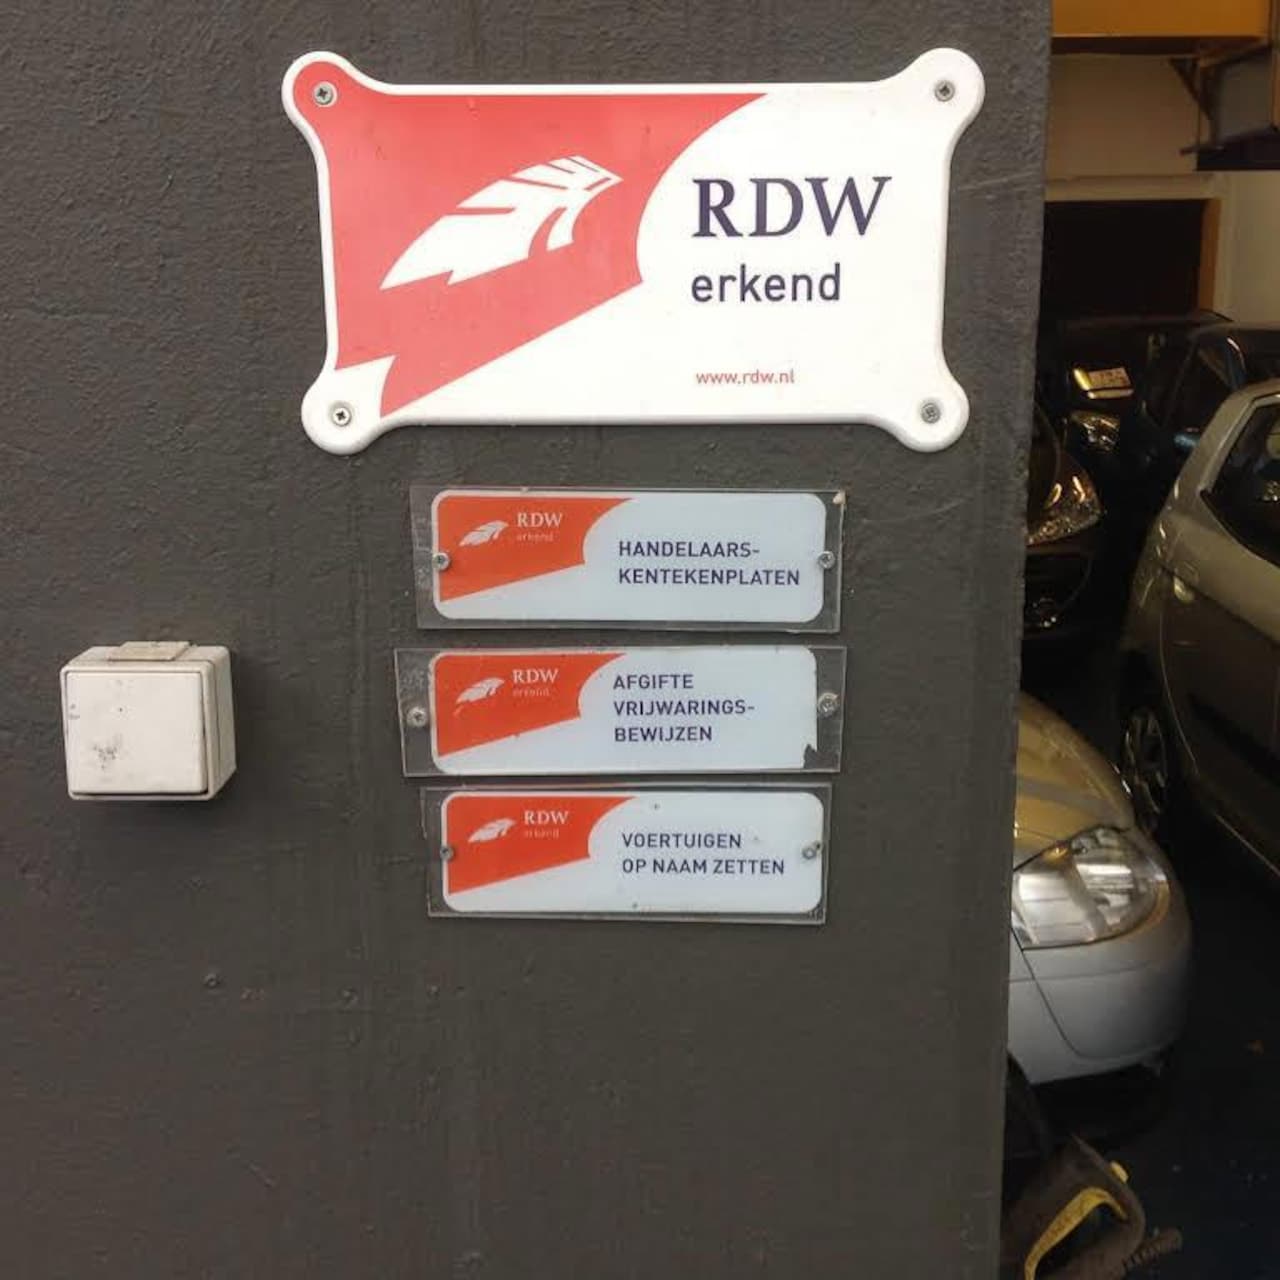 RDW
erkend
www.rdw.nl
RDW
erkend
HANDELAARS-
KENTEKENPLATEN
RDW
erkend
AFGIFTE
VRIJWARINGS-
BEWIJZEN
RDW
erkend
VOERTUIGEN
OP NAAM ZETTEN